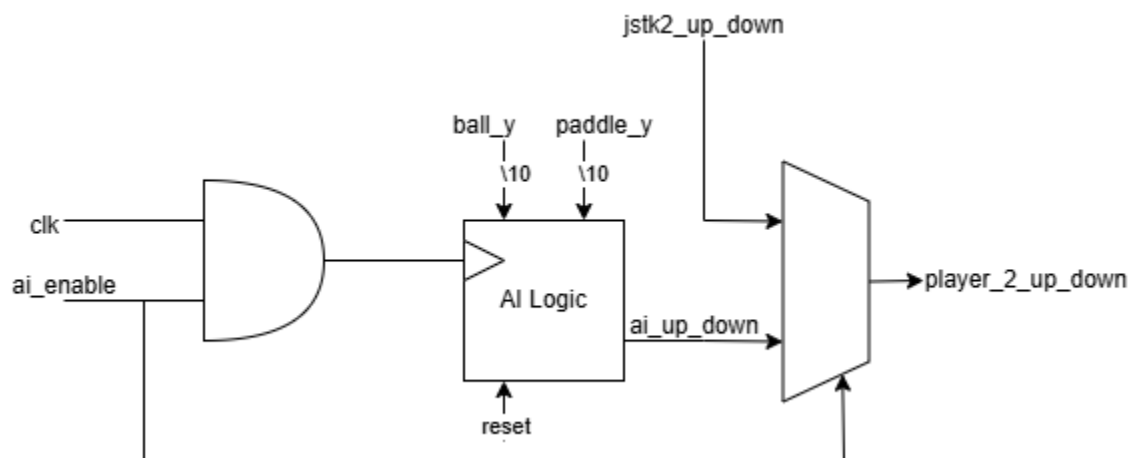 jstk2_up_down
ball_y
paddle_y
\10
\10
clk
ai_enable
AI Logic
ai_up_down
player_2_up_down
reset